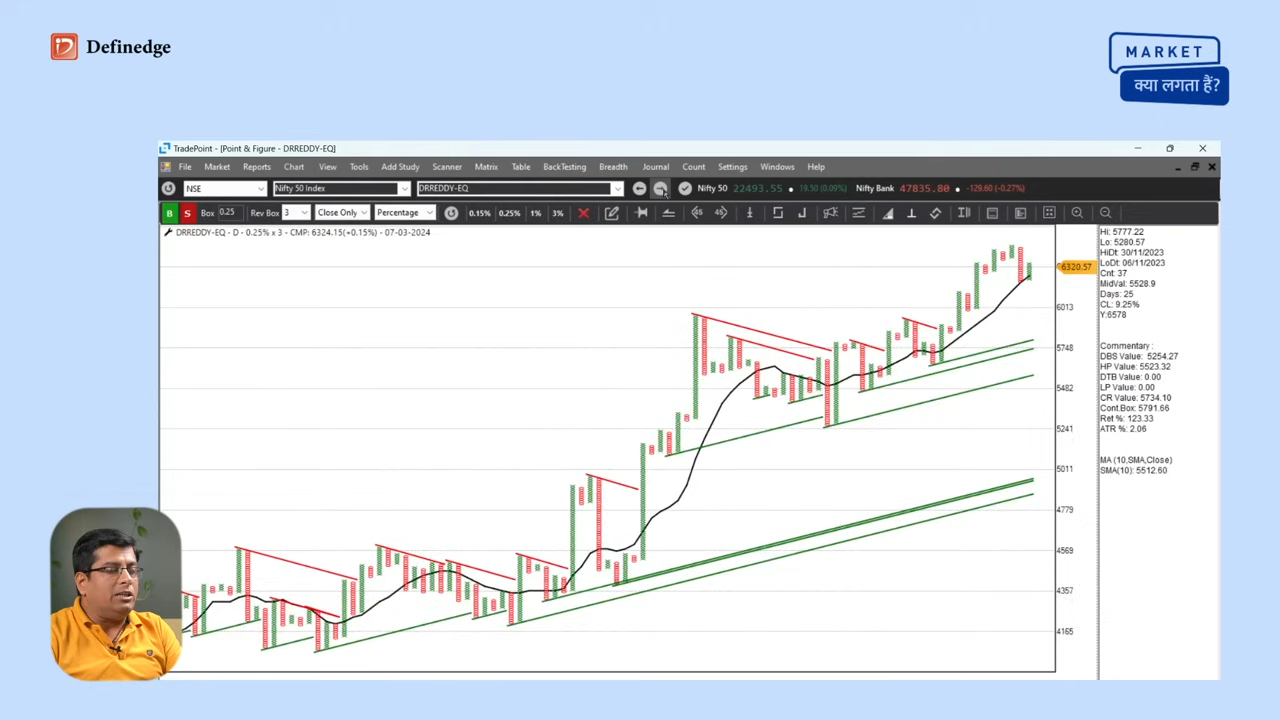 Definedge
MARKET
क्या लगता हैं?
TradePoint - [Point & Figure - DRREDDY-EQ]
File Market Reports Chart View Tools Add Study Scanner Matrix Table BackTesting Breadth Journal Count Settings Windows Help
NSE Nifty 50 Index DRREDDY-EQ Nifty 50 22493.55 19.50 (0.09%) Nifty Bank 47835.80 -129.60 (-0.27%)
B S Box 0.25 Rev Box 3 Close Only Percentage 0.15% 0.25% 1% 3% 45 45
DRREDDY-EQ - D - 0.25% x 3 - CMP: 6324.15(+0.15%) - 07-03-2024
6320.57
6013
5748
5482
5241
5011
4779
4569
4357
4165
Hi: 5777.22
Lo: 5280.57
HiDt: 30/11/2023
LoDt: 06/11/2023
Cnt: 37
MidVal: 5528.9
Days: 25
CL: 9.25%
Y:6578
Commentary :
DBS Value: 5254.27
HP Value: 5523.32
DTB Value: 0.00
LP Value: 0.00
CR Value: 5734.10
Cont.Box: 5791.66
Ret %: 123.33
ATR %: 2.06
MA (10,SMA,Close)
SMA(10): 5512.60